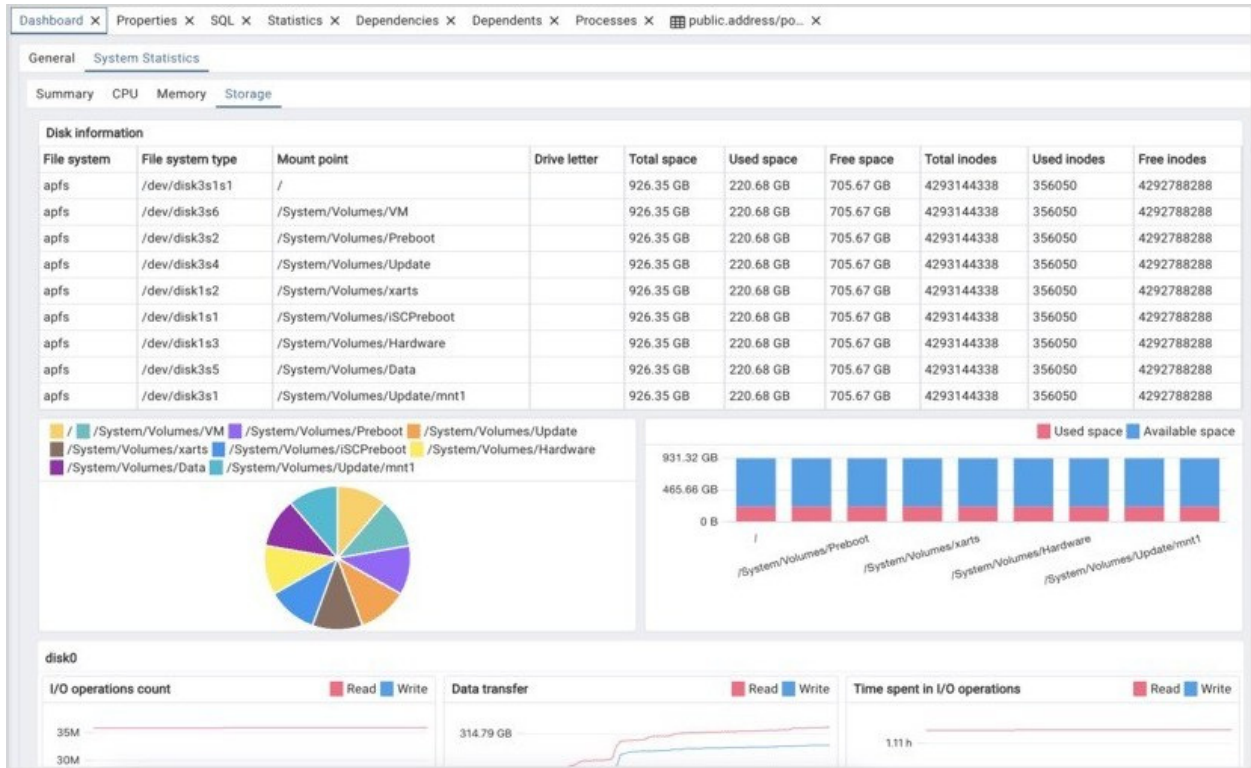 Dashboard X Properties X SQL X Statistics X Dependencies X Dependents X Processes X public.address/po... X
General System Statistics
Summary CPU Memory Storage
Disk information
File system File system type Mount point Drive letter Total space Used space Free space Total inodes Used inodes Free inodes
apfs /dev/disk3s1s1 / 926.35 GB 220.68 GB 705.67 GB 4293144338 356050 4292788288
apfs /dev/disk3s6 /System/Volumes/VM 926.35 GB 220.68 GB 705.67 GB 4293144338 356050 4292788288
apfs /dev/disk3s2 /System/Volumes/Preboot 926.35 GB 220.68 GB 705.67 GB 4293144338 356050 4292788288
apfs /dev/disk3s4 /System/Volumes/Update 926.35 GB 220.68 GB 705.67 GB 4293144338 356050 4292788288
apfs /dev/disk1s2 /System/Volumes/xarts 926.35 GB 220.68 GB 705.67 GB 4293144338 356050 4292788288
apfs /dev/disk1s1 /System/Volumes/iSCPreboot 926.35 GB 220.68 GB 705.67 GB 4293144338 356050 4292788288
apfs /dev/disk1s3 /System/Volumes/Hardware 926.35 GB 220.68 GB 705.67 GB 4293144338 356050 4292788288
apfs /dev/disk3s5 /System/Volumes/Data 926.35 GB 220.68 GB 705.67 GB 4293144338 356050 4292788288
apfs /dev/disk3s1 /System/Volumes/Update/mnt1 926.35 GB 220.68 GB 705.67 GB 4293144338 356050 4292788288
/ /System/Volumes/VM /System/Volumes/Preboot /System/Volumes/Update
/System/Volumes/xarts /System/Volumes/iSCPreboot /System/Volumes/Hardware
/System/Volumes/Data /System/Volumes/Update/mnt1
Used space Available space
931.32 GB
465.66 GB
0 B
/ /System/Volumes/Preboot /System/Volumes/xarts /System/Volumes/Hardware /System/Volumes/Update/mnt1
disk0
I/O operations count Read Write
35M
30M
Data transfer Read Write
314.79 GB
Time spent in I/O operations Read Write
1.11 h